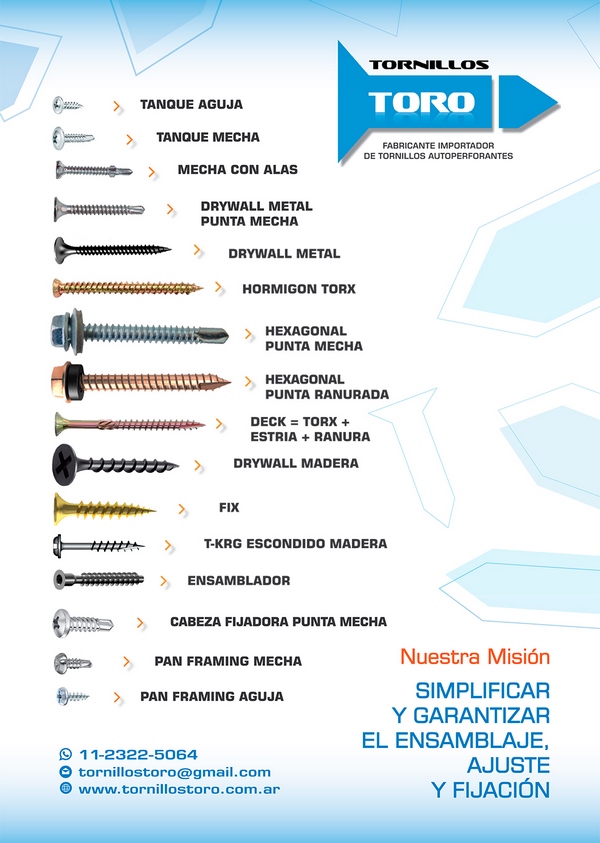 TORNILLOS
TORO
FABRICANTE IMPORTADOR
DE TORNILLOS AUTOPERFORANTES
TANQUE AGUJA
TANQUE MECHA
MECHA CON ALAS
DRYWALL METAL
PUNTA MECHA
DRYWALL METAL
HORMIGON TORX
HEXAGONAL
PUNTA MECHA
HEXAGONAL
PUNTA RANURADA
DECK = TORX +
ESTRIA + RANURA
DRYWALL MADERA
FIX
T-KRG ESCONDIDO MADERA
ENSAMBLADOR
CABEZA FIJADORA PUNTA MECHA
PAN FRAMING MECHA
PAN FRAMING AGUJA
Nuestra Misión
SIMPLIFICAR
Y GARANTIZAR
EL ENSAMBLAJE,
AJUSTE
Y FIJACIÓN
11-2322-5064
tornillostoro@gmail.com
www.tornillostoro.com.ar